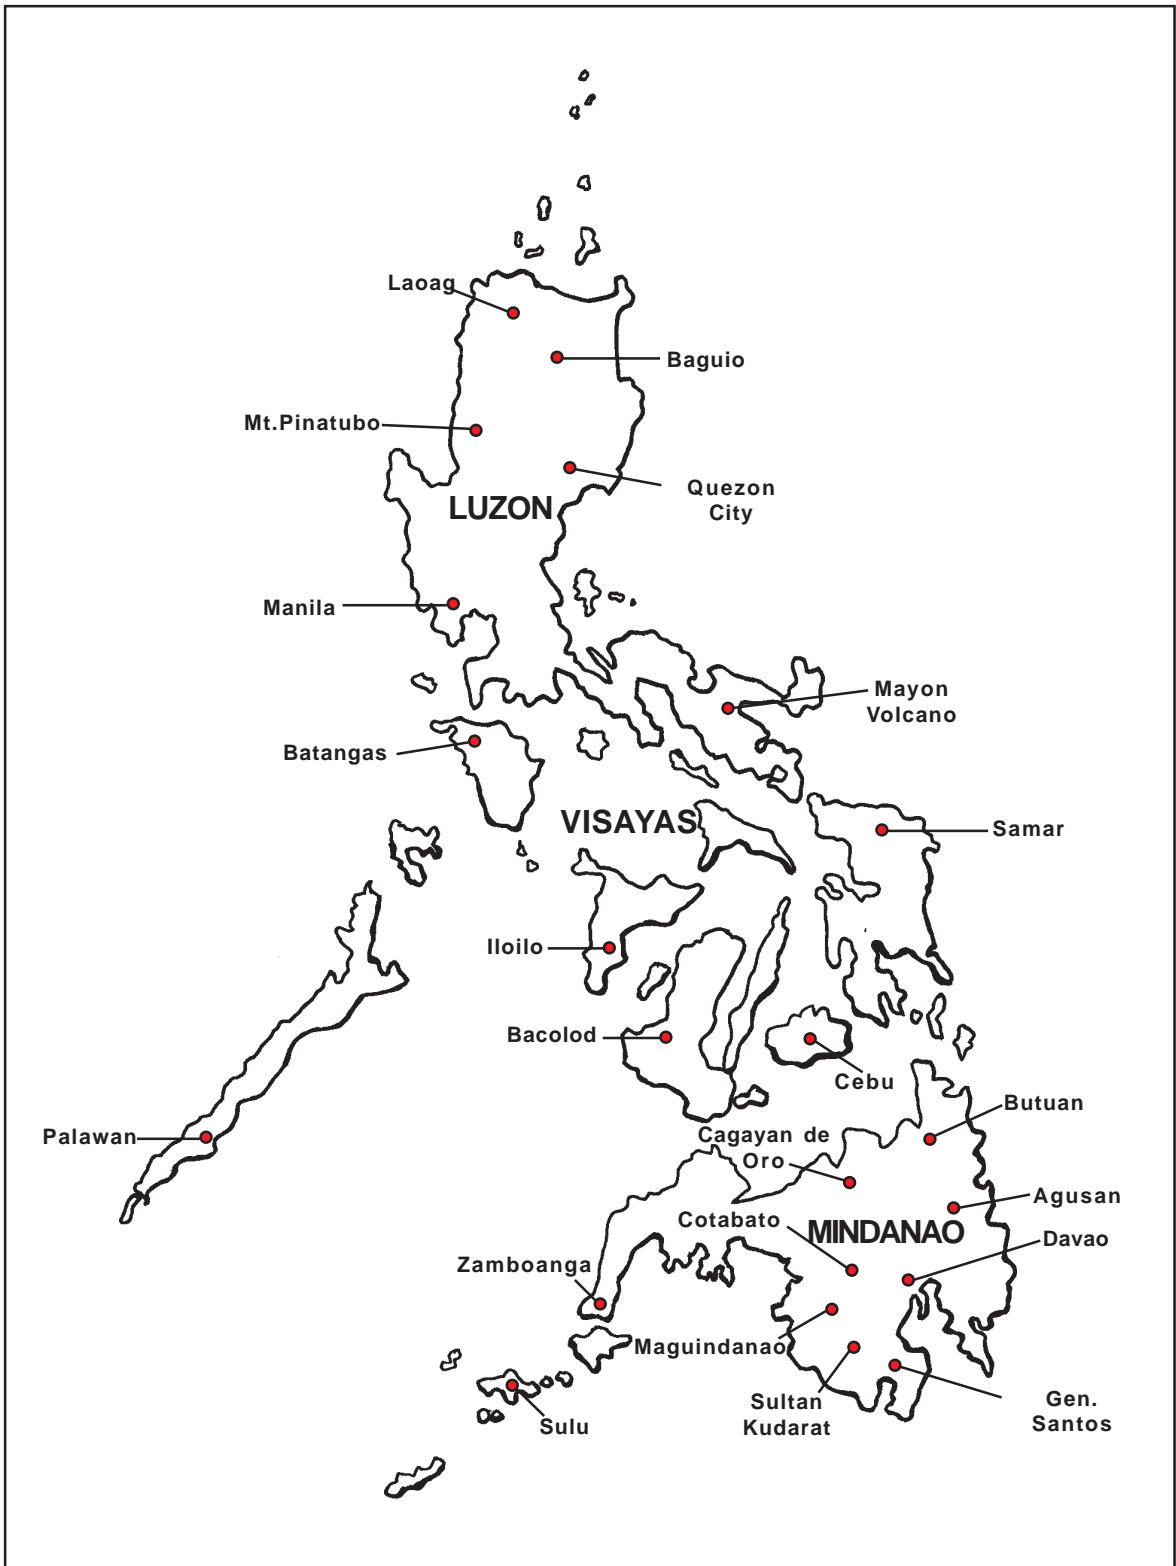 Laoag
Baguio
Mt.Pinatubo
Quezon
City
LUZON
Manila
Mayon
Volcano
Batangas
VISAYAS
Samar
Iloilo
Bacolod
Cebu
Butuan
Palawan
Cagayan de
Oro
Agusan
Cotabato
MINDANAO
Davao
Zamboanga
Maguindanao
Sultan
Kudarat
Gen.
Santos
Sulu